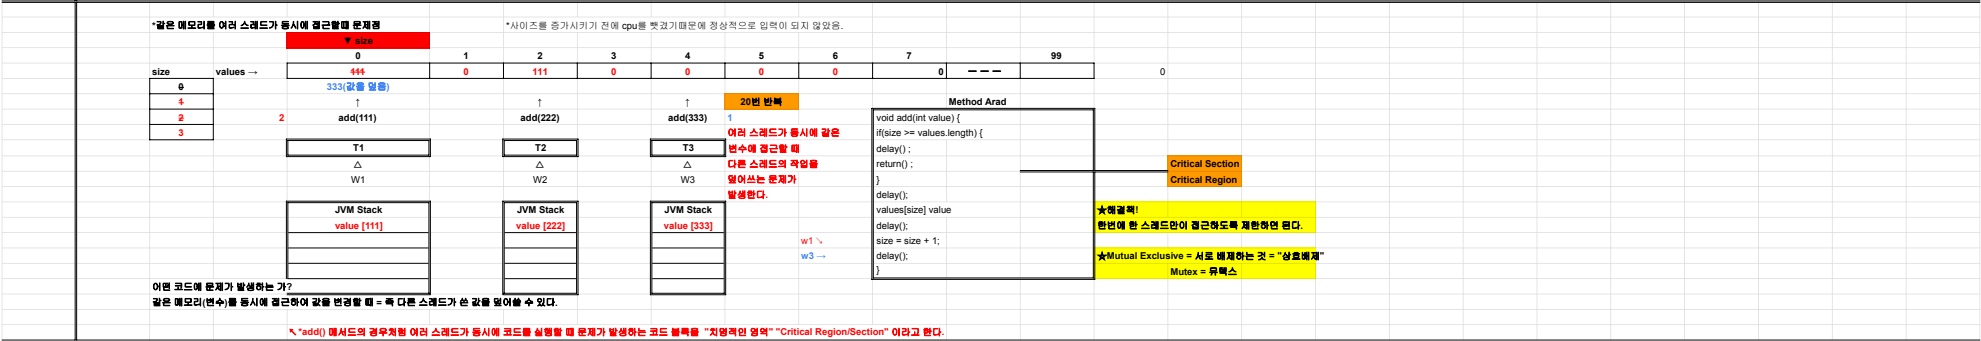 *같은 메모리를 여러 스레드가 동시에 접근할때 문제점
*사이즈를 증가시키기 전에 cpu를 뺏겼기때문에 정상적으로 입력이 되지 않았음.
▼ size
0 1 2 3 4 5 6 7 99
size values → 111 0 111 0 0 0 0 0 ㅡ ㅡ ㅡ 0
0 333(값을 덮음)
1 ↑ ↑ ↑ 20번 반복 Method Arad
2 2 add(111) add(222) add(333) 1 void add(int value) {
3 여러 스레드가 동시에 같은 if(size >= values.length) {
T1 T2 T3 변수에 접근할 때 delay() ;
△ △ △ 다른 스레드의 작업을 return() ; Critical Section
W1 W2 W3 덮어쓰는 문제가 } Critical Region
발생한다. delay();
JVM Stack JVM Stack JVM Stack values[size] value ★해결책!
value [111] value [222] value [333] delay(); 한번에 한 스레드만이 접근하도록 제한하면 된다.
w1 ↘ size = size + 1;
w3 → delay(); ★Mutual Exclusive = 서로 배제하는 것 = "상호배제"
} Mutex = 뮤텍스
어떤 코드에 문제가 발생하는 가?
같은 메모리(변수)를 동시에 접근하여 값을 변경할 때 = 즉 다른 스레드가 쓴 값을 덮어쓸 수 있다.
↖*add() 메서드의 경우처럼 여러 스레드가 동시에 코드를 실행할 때 문제가 발생하는 코드 블록을 "치명적인 영역" "Critical Region/Section" 이라고 한다.